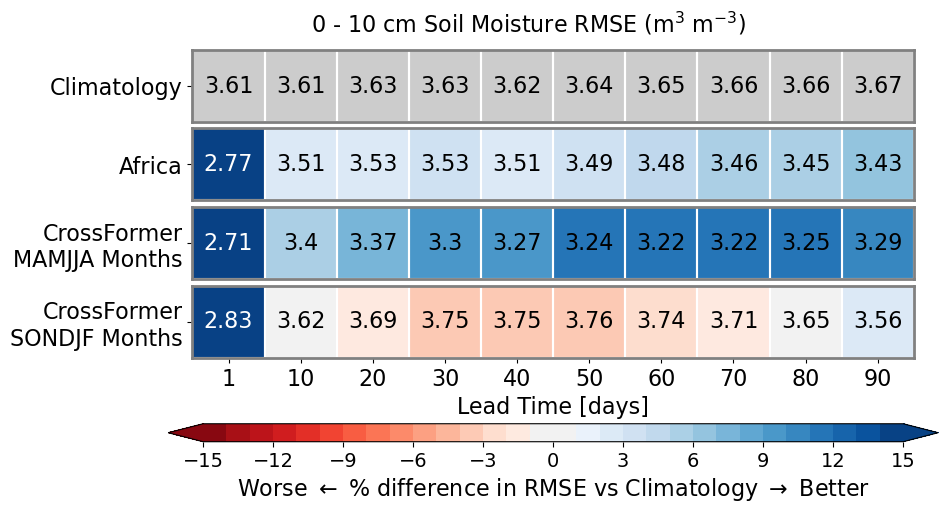 0 - 10 cm Soil Moisture RMSE (m³ m⁻³)
Climatology 3.61 3.61 3.63 3.63 3.62 3.64 3.65 3.66 3.66 3.67
Africa 2.77 3.51 3.53 3.53 3.51 3.49 3.48 3.46 3.45 3.43
CrossFormer
MAMJJA Months 2.71 3.4 3.37 3.3 3.27 3.24 3.22 3.22 3.25 3.29
CrossFormer
SONDJF Months 2.83 3.62 3.69 3.75 3.75 3.76 3.74 3.71 3.65 3.56
1 10 20 30 40 50 60 70 80 90
Lead Time [days]
−15 −12 −9 −6 −3 0 3 6 9 12 15
Worse ← % difference in RMSE vs Climatology → Better